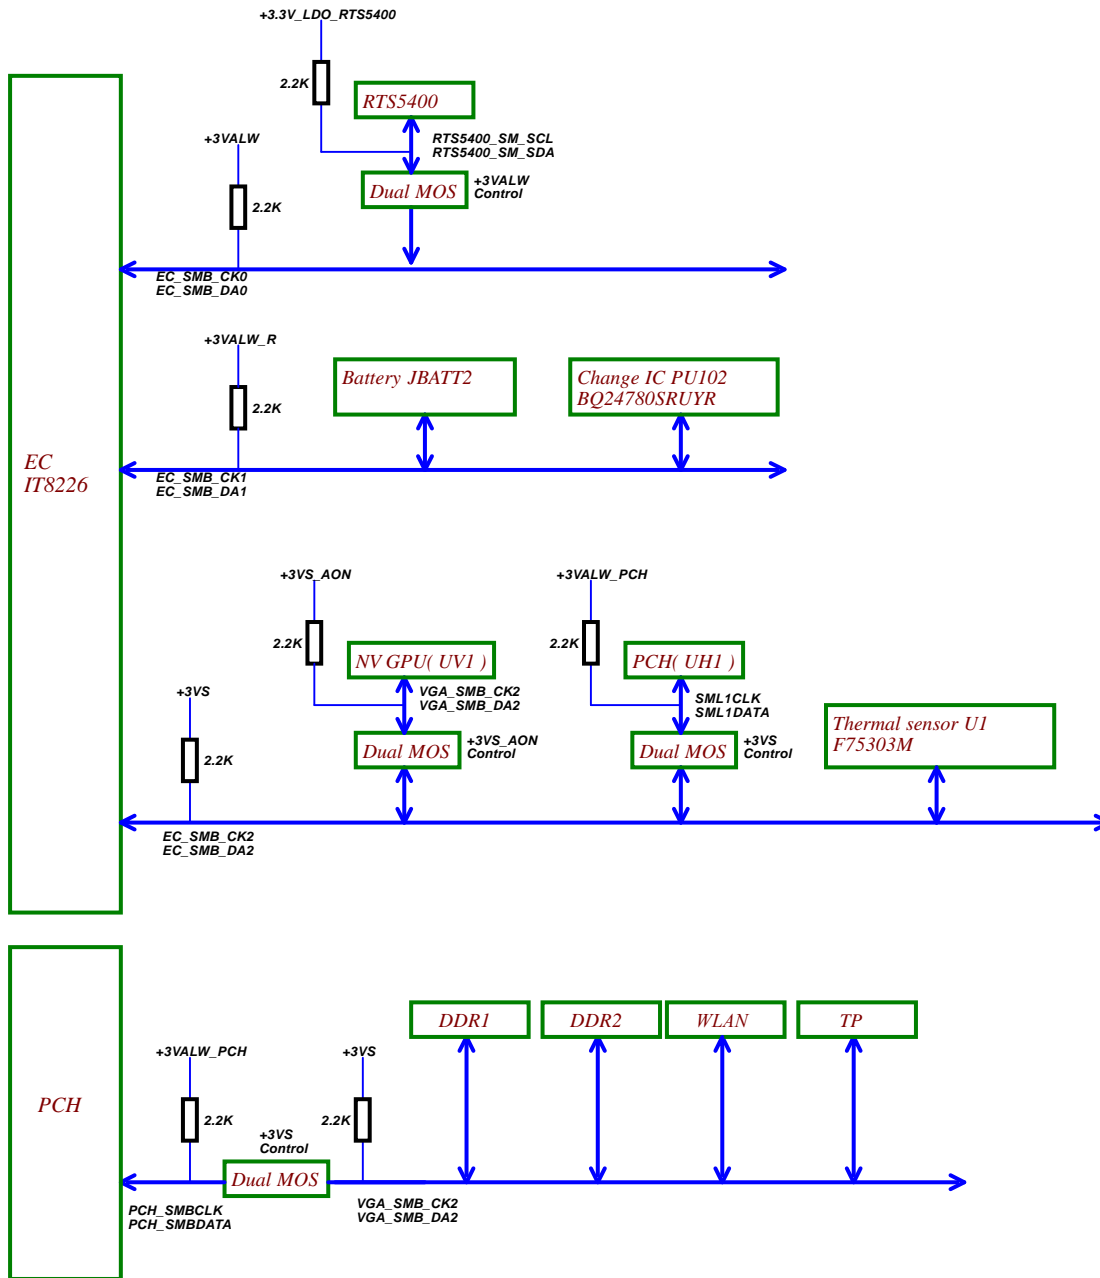 +3.3V_LDO_RTS5400
2.2K
RTS5400
RTS5400_SM_SCL
RTS5400_SM_SDA
+3VALW
2.2K
Dual MOS
+3VALW
Control
EC_SMB_CK0
EC_SMB_DA0
+3VALW_R
2.2K
Battery JBATT2
Change IC PU102
BQ24780SRUYR
EC
IT8226
EC_SMB_CK1
EC_SMB_DA1
+3VS_AON
2.2K
NV GPU( UV1 )
VGA_SMB_CK2
VGA_SMB_DA2
+3VALW_PCH
2.2K
PCH( UH1 )
SML1CLK
SML1DATA
+3VS
2.2K
Dual MOS
+3VS_AON
Control
Dual MOS
+3VS
Control
Thermal sensor U1
F75303M
EC_SMB_CK2
EC_SMB_DA2
DDR1
DDR2
WLAN
TP
PCH
+3VALW_PCH
2.2K
+3VS
2.2K
+3VS
Control
Dual MOS
PCH_SMBCLK
PCH_SMBDATA
VGA_SMB_CK2
VGA_SMB_DA2